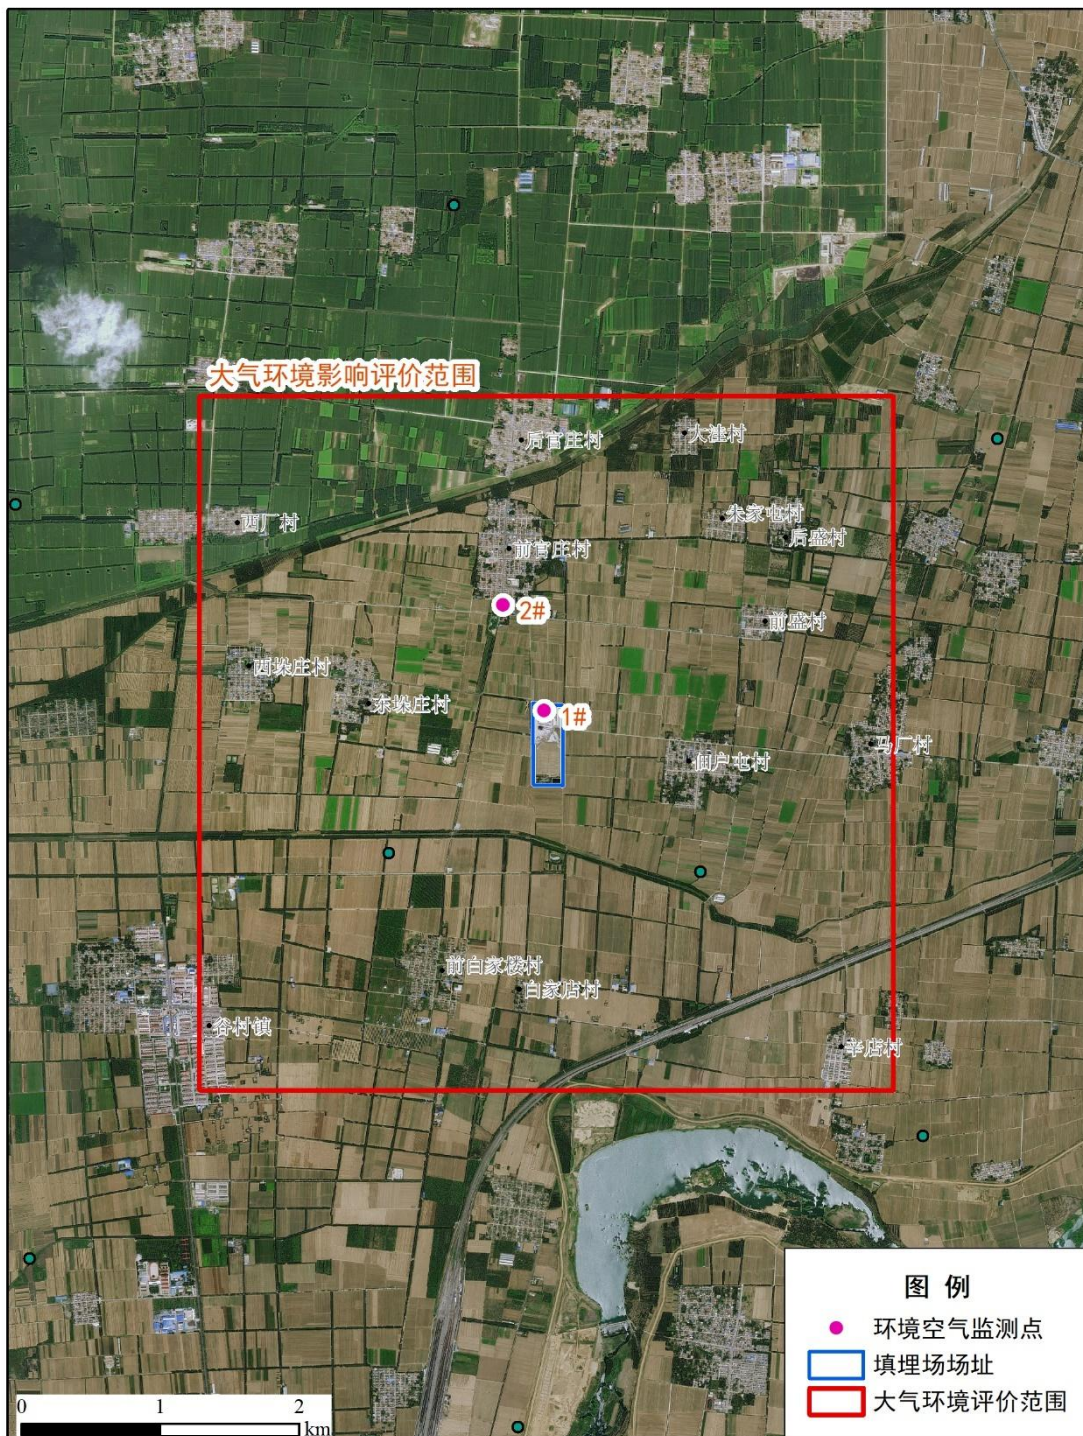 大气环境影响评价范围
后官庄村
大洼村
西厂村
朱家屯村
后盛村
前官庄村
2#
前盛村
西垛庄村
东垛庄村
1#
马厂村
佃户屯村
前白家楼村
白家店村
谷村镇
辛店村
图例
环境空气监测点
填埋场场址
大气环境评价范围
0 1 2
km